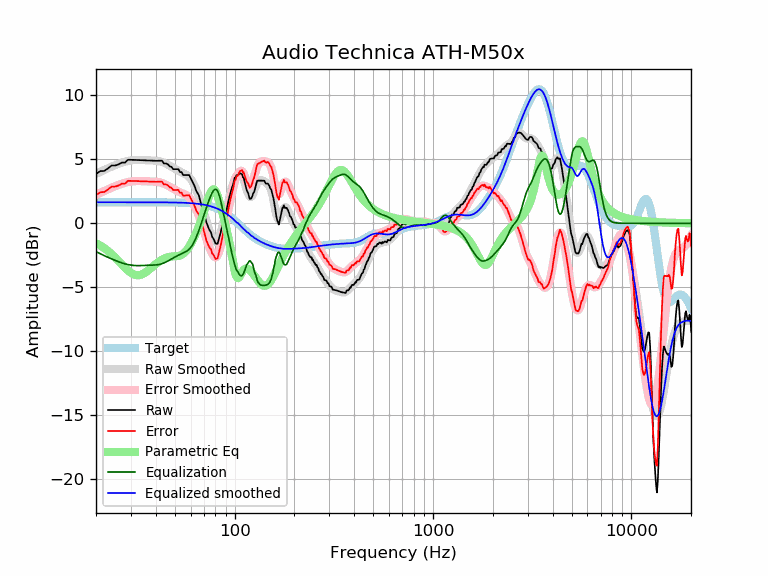 Audio Technica ATH-M50x
Amplitude (dBr)
10
5
0
−5
−10
−15
−20
Target
Raw Smoothed
Error Smoothed
Raw
Error
Parametric Eq
Equalization
Equalized smoothed
100 1000 10000
Frequency (Hz)